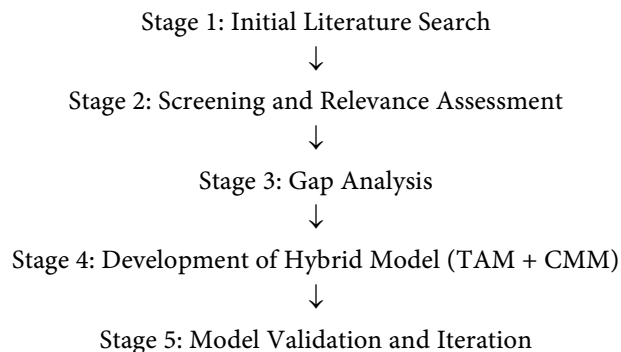 Stage 1: Initial Literature Search
↓
Stage 2: Screening and Relevance Assessment
↓
Stage 3: Gap Analysis
↓
Stage 4: Development of Hybrid Model (TAM + CMM)
↓
Stage 5: Model Validation and Iteration